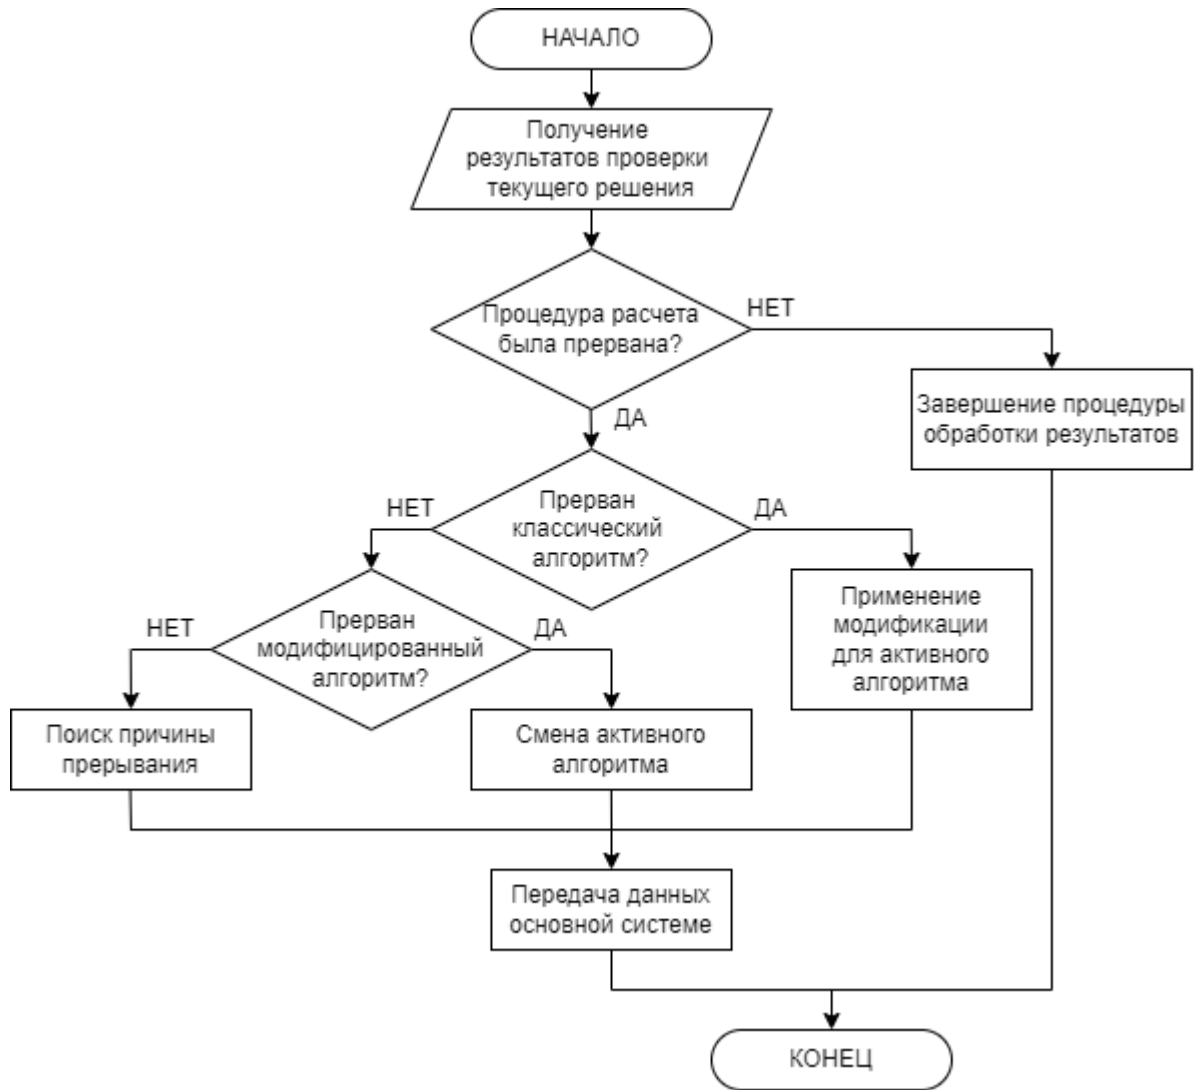 НАЧАЛО
Получение
результатов проверки
текущего решения
Процедура расчета
была прервана?
НЕТ
ДА
Завершение процедуры
обработки результатов
Прерван
классический
алгоритм?
НЕТ
ДА
Прерван
модифицированный
алгоритм?
НЕТ
ДА
Применение
модификации
для активного
алгоритма
Поиск причины
прерывания
Смена активного
алгоритма
Передача данных
основной системе
КОНЕЦ